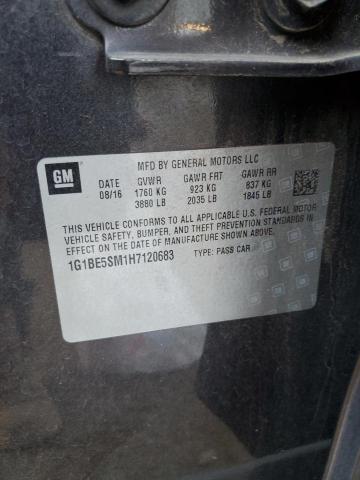 MFD BY GENERAL MOTORS LLC
GM
DATE GVWR GAWR FRT GAWR RR
08/16 1760 KG 923 KG 837 KG
3880 LB 2035 LB 1845 LB
THIS VEHICLE CONFORMS TO ALL APPLICABLE U.S. FEDERAL MOTOR
VEHICLE SAFETY, BUMPER, AND THEFT PREVENTION STANDARDS IN
EFFECT ON THE DATE OF MANUFACTURE SHOWN ABOVE.
1G1BE5SM1H7120683 TYPE: PASS CAR